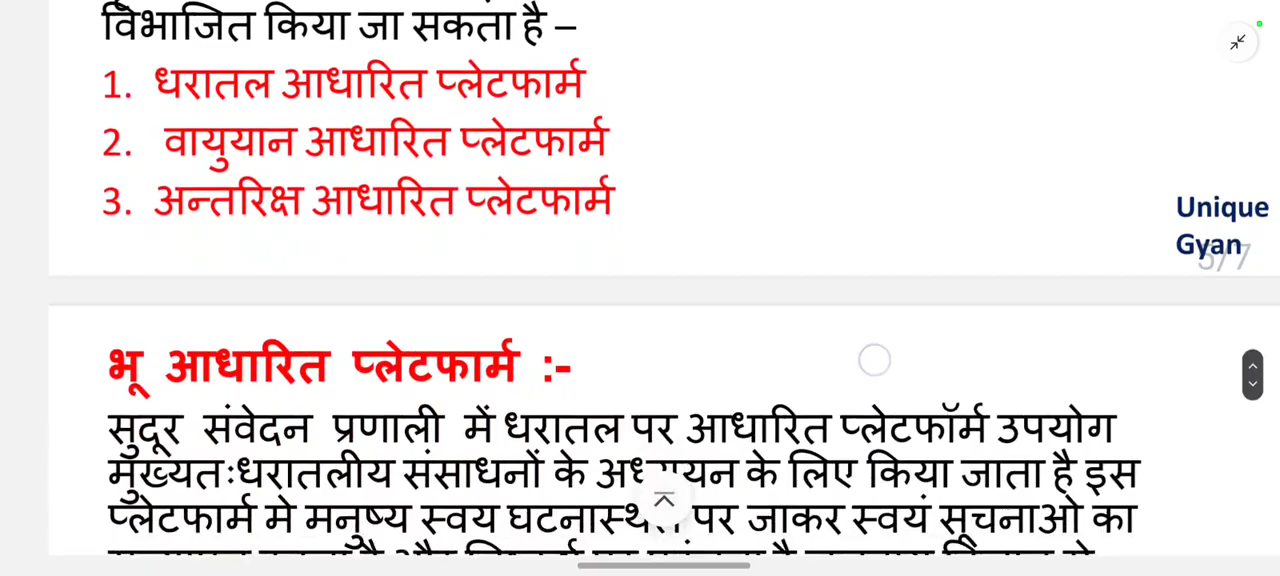 विभाजित किया जा सकता है –
1. धरातल आधारित प्लेटफार्म
2. वायुयान आधारित प्लेटफार्म
3. अन्तरिक्ष आधारित प्लेटफार्म
Unique
Gyan
भू आधारित प्लेटफार्म :-
सुदूर संवेदन प्रणाली में धरातल पर आधारित प्लेटफॉर्म उपयोग
मुख्यतःधरातलीय संसाधनों के अध्ययन के लिए किया जाता है इस
प्लेटफार्म मे मनुष्य स्वय घटनास्थल पर जाकर स्वयं सूचनाओ का